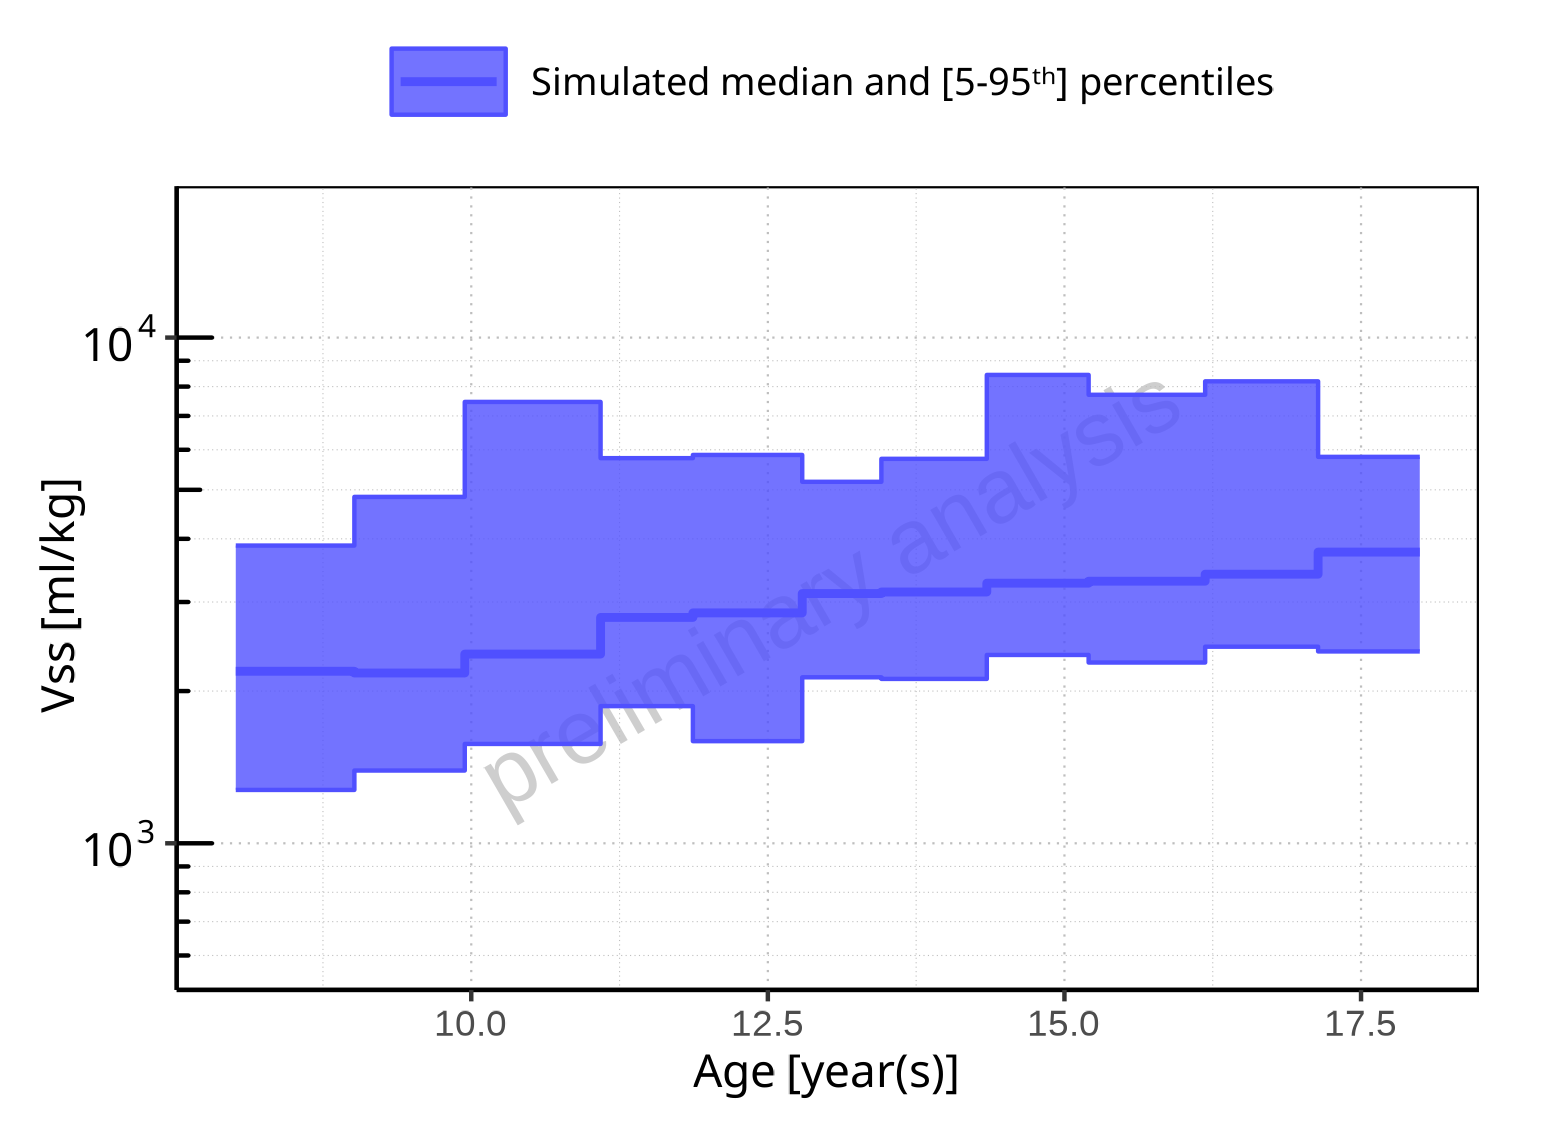 Simulated median and [5-95ᵗʰ] percentiles
10⁴
10³
Vss [ml/kg]
preliminary analysis
10.0 12.5 15.0 17.5
Age [year(s)]